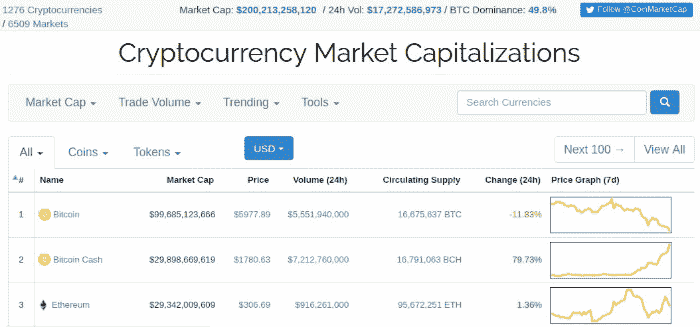 1276 Cryptocurrencies / 6509 Markets
Market Cap: $200,213,258,120 / 24h Vol: $17,272,586,973 / BTC Dominance: 49.8%
Follow @CoinMarketCap
Cryptocurrency Market Capitalizations
Market Cap Trade Volume Trending Tools Search Currencies
All Coins Tokens USD Next 100 → View All
# Name Market Cap Price Volume (24h) Circulating Supply Change (24h) Price Graph (7d)
1 Bitcoin $99,685,123,666 $5977.89 $5,551,940,000 16,675,637 BTC -11.83%
2 Bitcoin Cash $29,898,669,619 $1780.63 $7,212,760,000 16,791,063 BCH 79.73%
3 Ethereum $29,342,009,609 $306.69 $916,261,000 95,672,251 ETH 1.36%